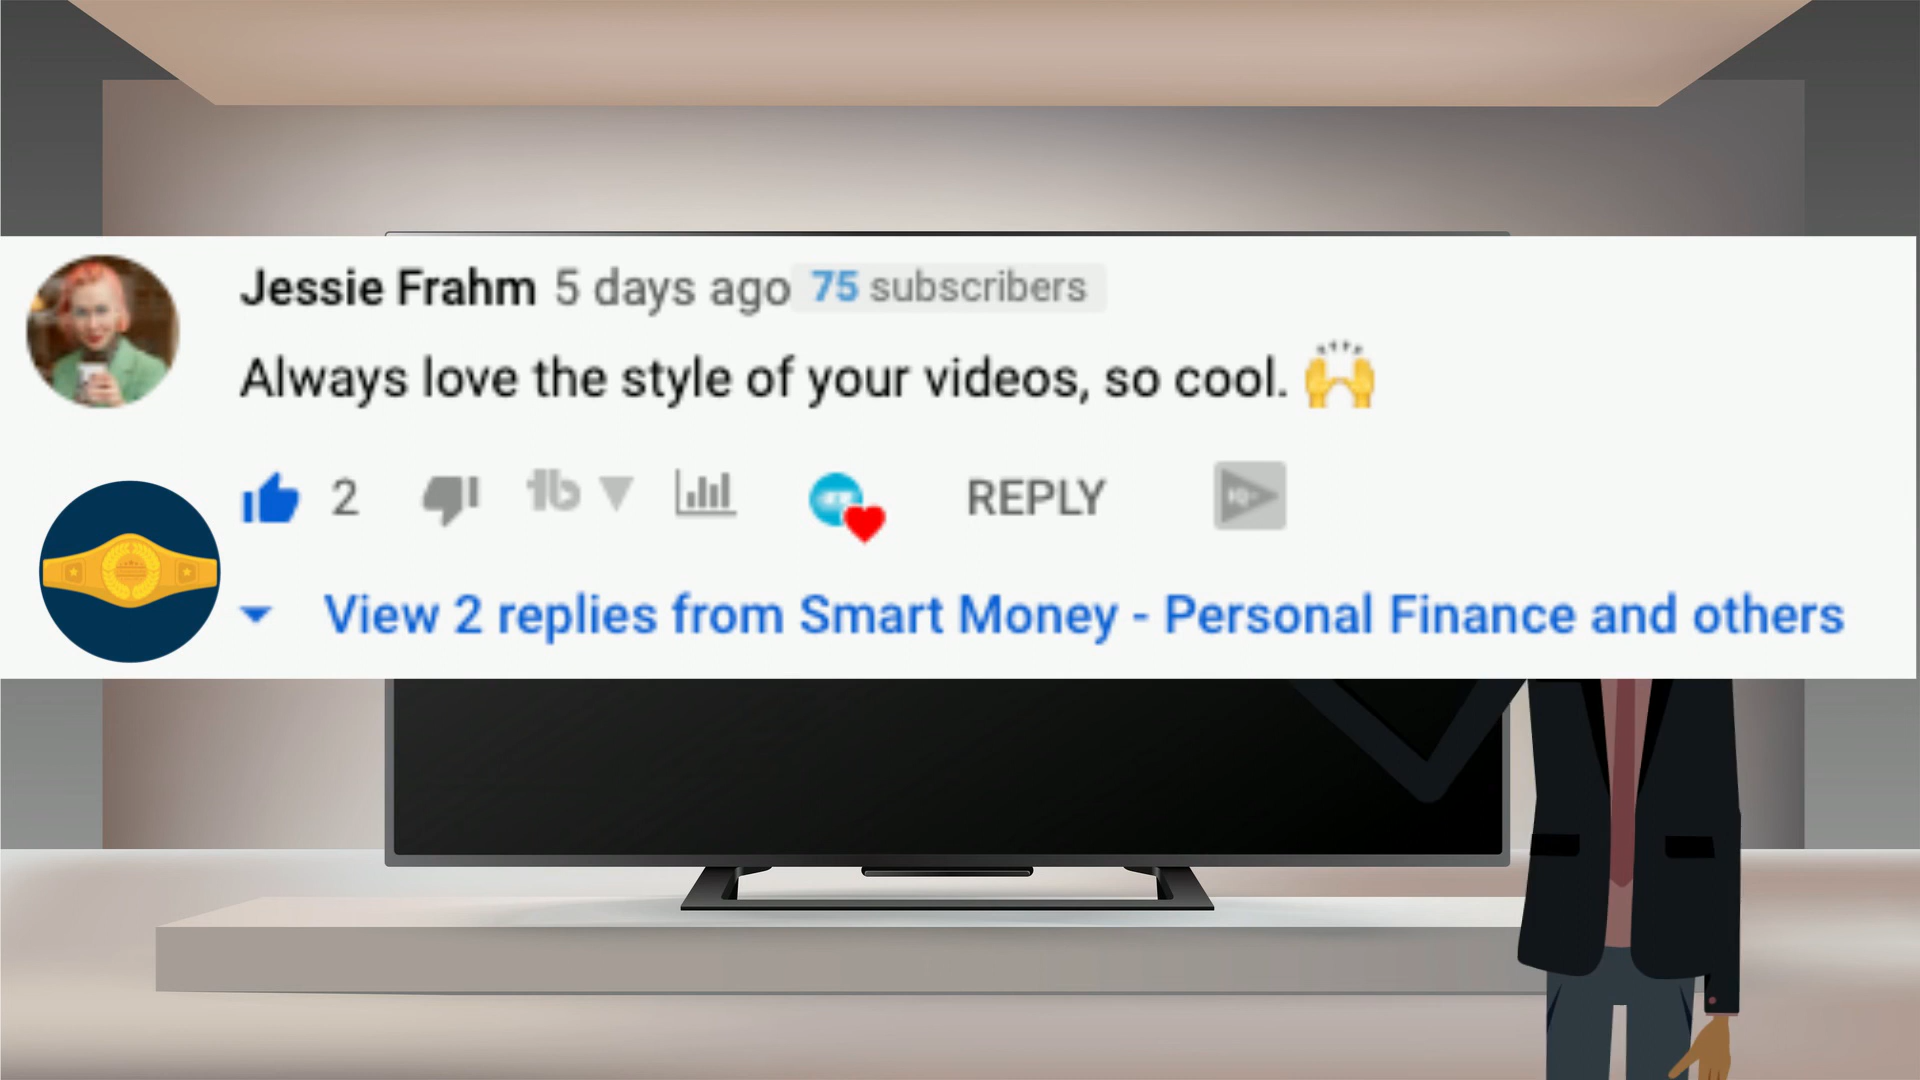 Jessie Frahm 5 days ago 75 subscribers
Always love the style of your videos, so cool. 🙌
2 REPLY
View 2 replies from Smart Money - Personal Finance and others